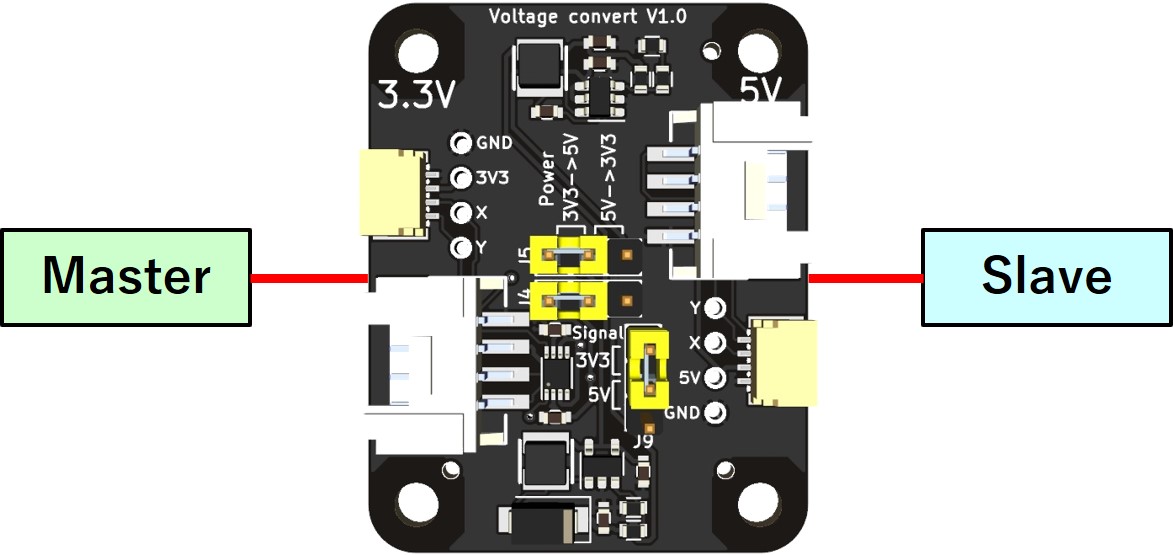 Voltage convert V1.0
3.3V
5V
GND
3V3
X
Y
Power
3V3->5V
5V->3V3
J5
J4
Master
Slave
Signal
3V3
5V
J9
Y
X
5V
GND